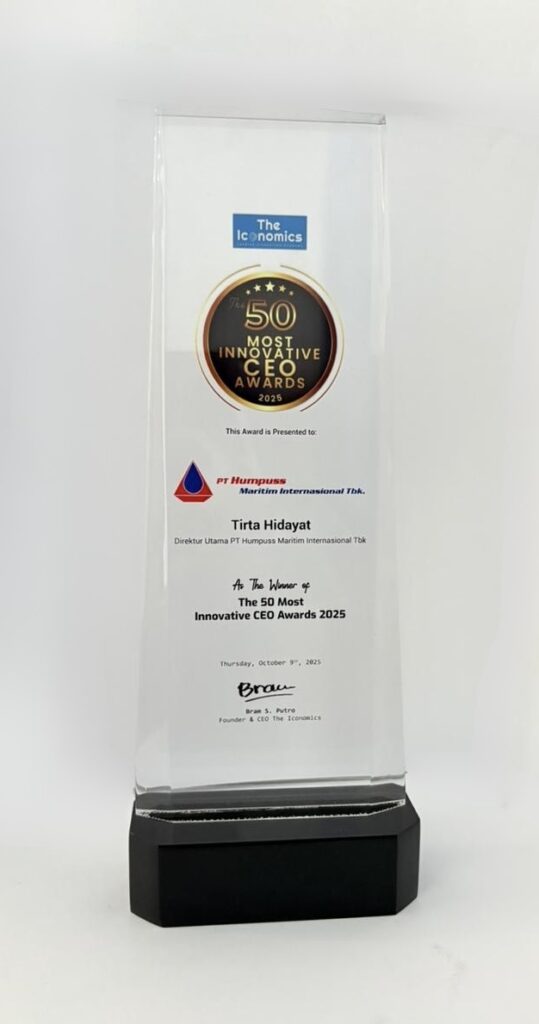 The
Iconomics
The
50
MOST
INNOVATIVE
CEO
AWARDS
2025
This Award is Presented to:
PT Humpuss
Maritim Internasional Tbk.
Tirta Hidayat
Direktur Utama PT Humpuss Maritim Internasional Tbk
As The Winner of
The 50 Most
Innovative CEO Awards 2025
Thursday, October 9ᵗʰ, 2025
Bram
Bram S. Putro
Founder & CEO The Iconomics